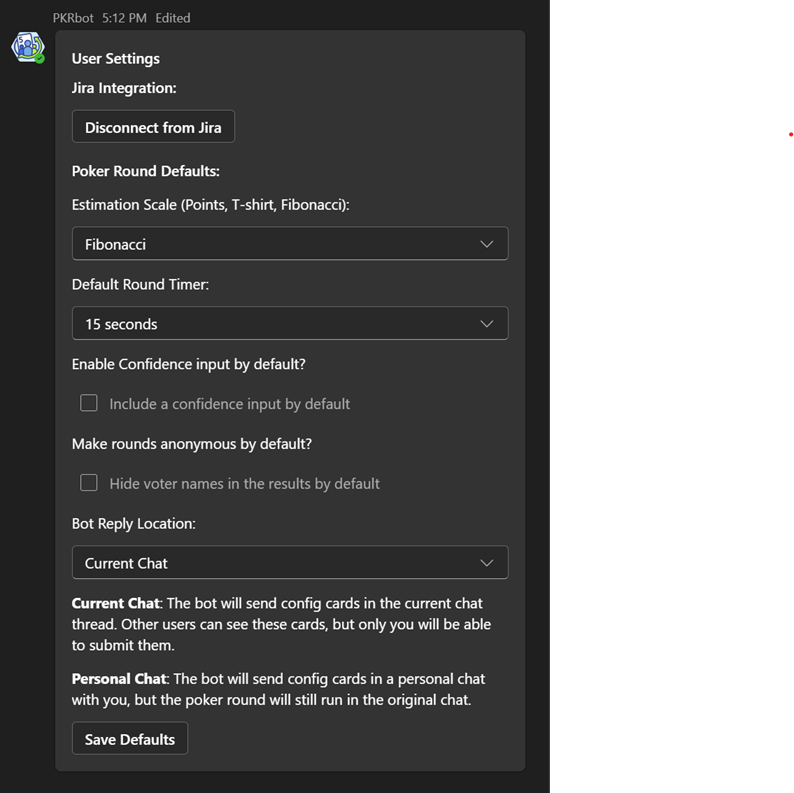 PKRbot 5:12 PM Edited
User Settings
Jira Integration:
Disconnect from Jira
Poker Round Defaults:
Estimation Scale (Points, T-shirt, Fibonacci):
Fibonacci
Default Round Timer:
15 seconds
Enable Confidence input by default?
Include a confidence input by default
Make rounds anonymous by default?
Hide voter names in the results by default
Bot Reply Location:
Current Chat
Current Chat: The bot will send config cards in the current chat
thread. Other users can see these cards, but only you will be able
to submit them.
Personal Chat: The bot will send config cards in a personal chat
with you, but the poker round will still run in the original chat.
Save Defaults